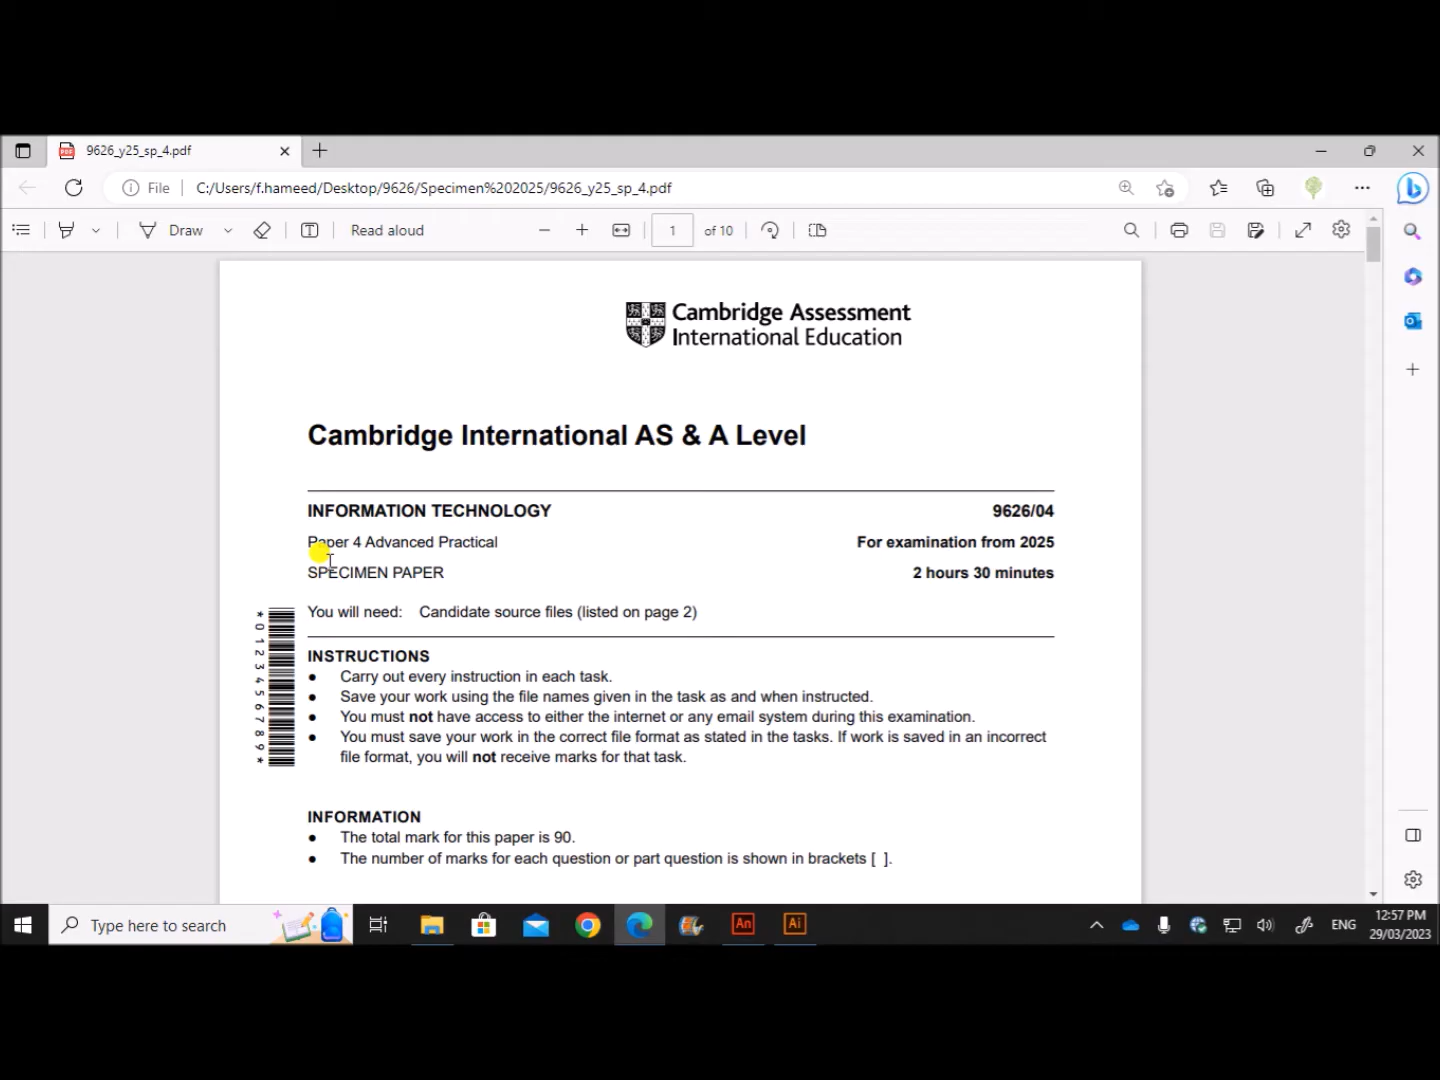 9626_y25_sp_4.pdf
File C:/Users/f.hameed/Desktop/9626/Specimen%202025/9626_y25_sp_4.pdf
Draw Read aloud 1 of 10
Cambridge Assessment
International Education
Cambridge International AS & A Level
INFORMATION TECHNOLOGY 9626/04
Paper 4 Advanced Practical For examination from 2025
SPECIMEN PAPER 2 hours 30 minutes
You will need: Candidate source files (listed on page 2)
*0123456789*
INSTRUCTIONS
● Carry out every instruction in each task.
● Save your work using the file names given in the task as and when instructed.
● You must not have access to either the internet or any email system during this examination.
● You must save your work in the correct file format as stated in the tasks. If work is saved in an incorrect
file format, you will not receive marks for that task.
INFORMATION
● The total mark for this paper is 90.
● The number of marks for each question or part question is shown in brackets [ ].
Type here to search An Ai ENG 12:57 PM
29/03/2023